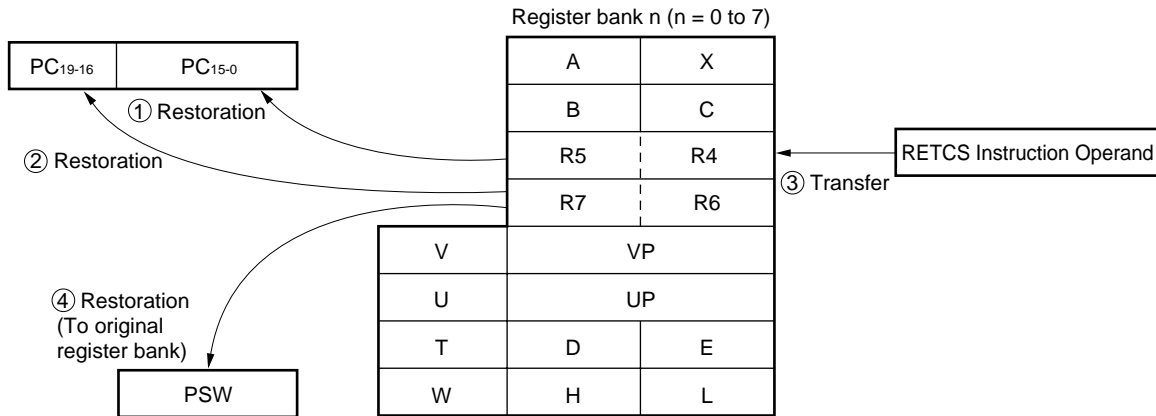 Register bank n (n = 0 to 7)
PC19-16 PC15-0
A X
① Restoration
B C
② Restoration
R5 R4
RETCS Instruction Operand
③ Transfer
R7 R6
V VP
④ Restoration
(To original
register bank)
U UP
T D E
PSW
W H L